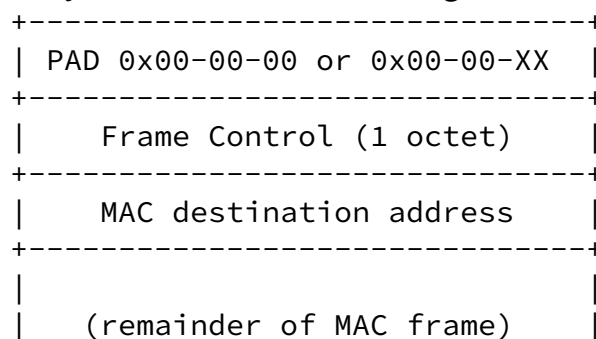 +-------------------------------+
| PAD 0x00-00-00 or 0x00-00-XX |
+-------------------------------+
| Frame Control (1 octet) |
+-------------------------------+
| MAC destination address |
+-------------------------------+
| |
| (remainder of MAC frame) |